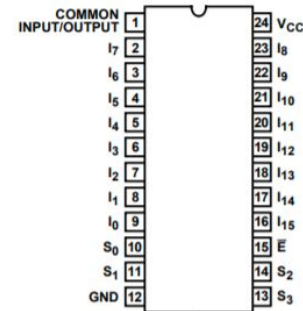 COMMON
INPUT/OUTPUT 1 24 VCC
I7 2 23 I8
I6 3 22 I9
I5 4 21 I10
I4 5 20 I11
I3 6 19 I12
I2 7 18 I13
I1 8 17 I14
I0 9 16 I15
S0 10 15 E̅
S1 11 14 S2
GND 12 13 S3